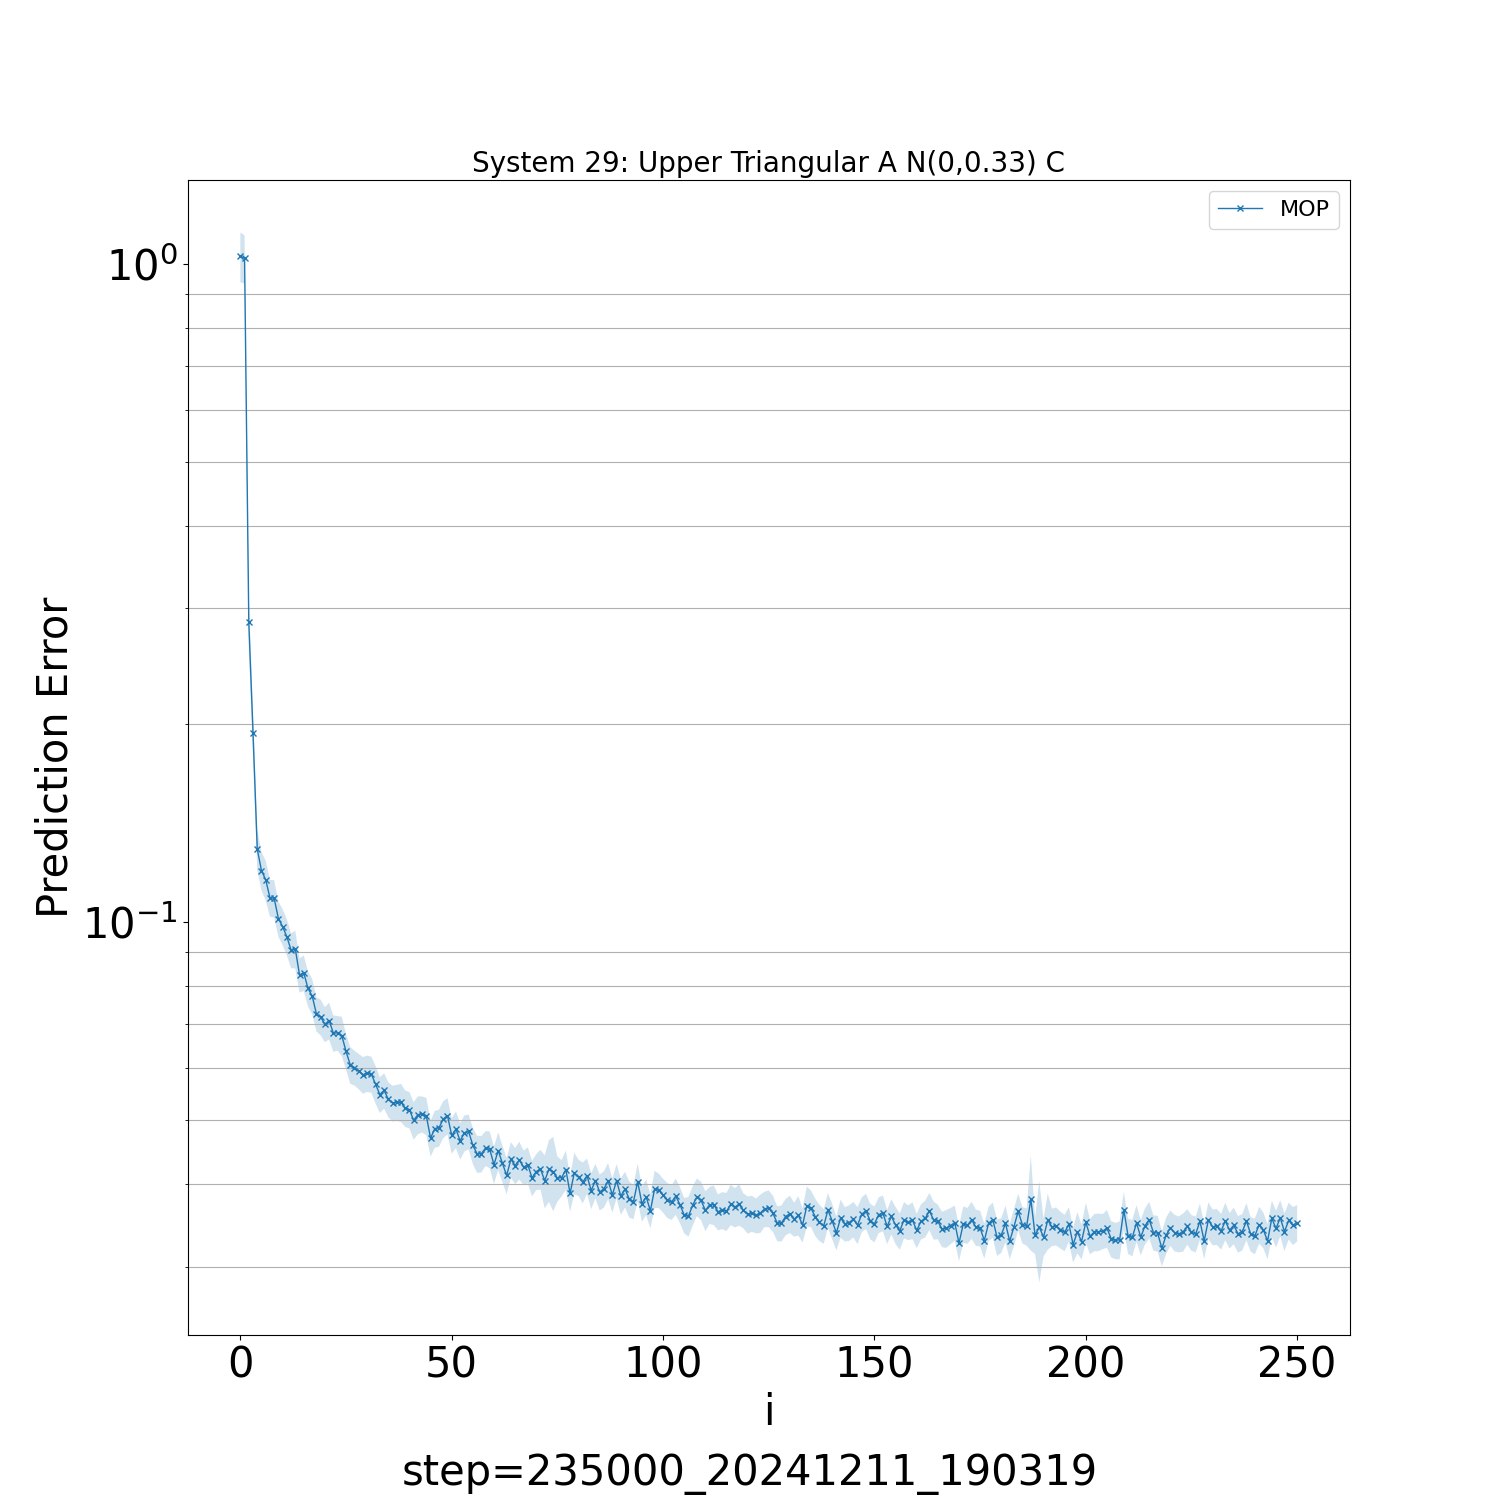 System 29: Upper Triangular A N(0,0.33) C
MOP
10⁰
10⁻¹
Prediction Error
0 50 100 150 200 250
i
step=235000_20241211_190319